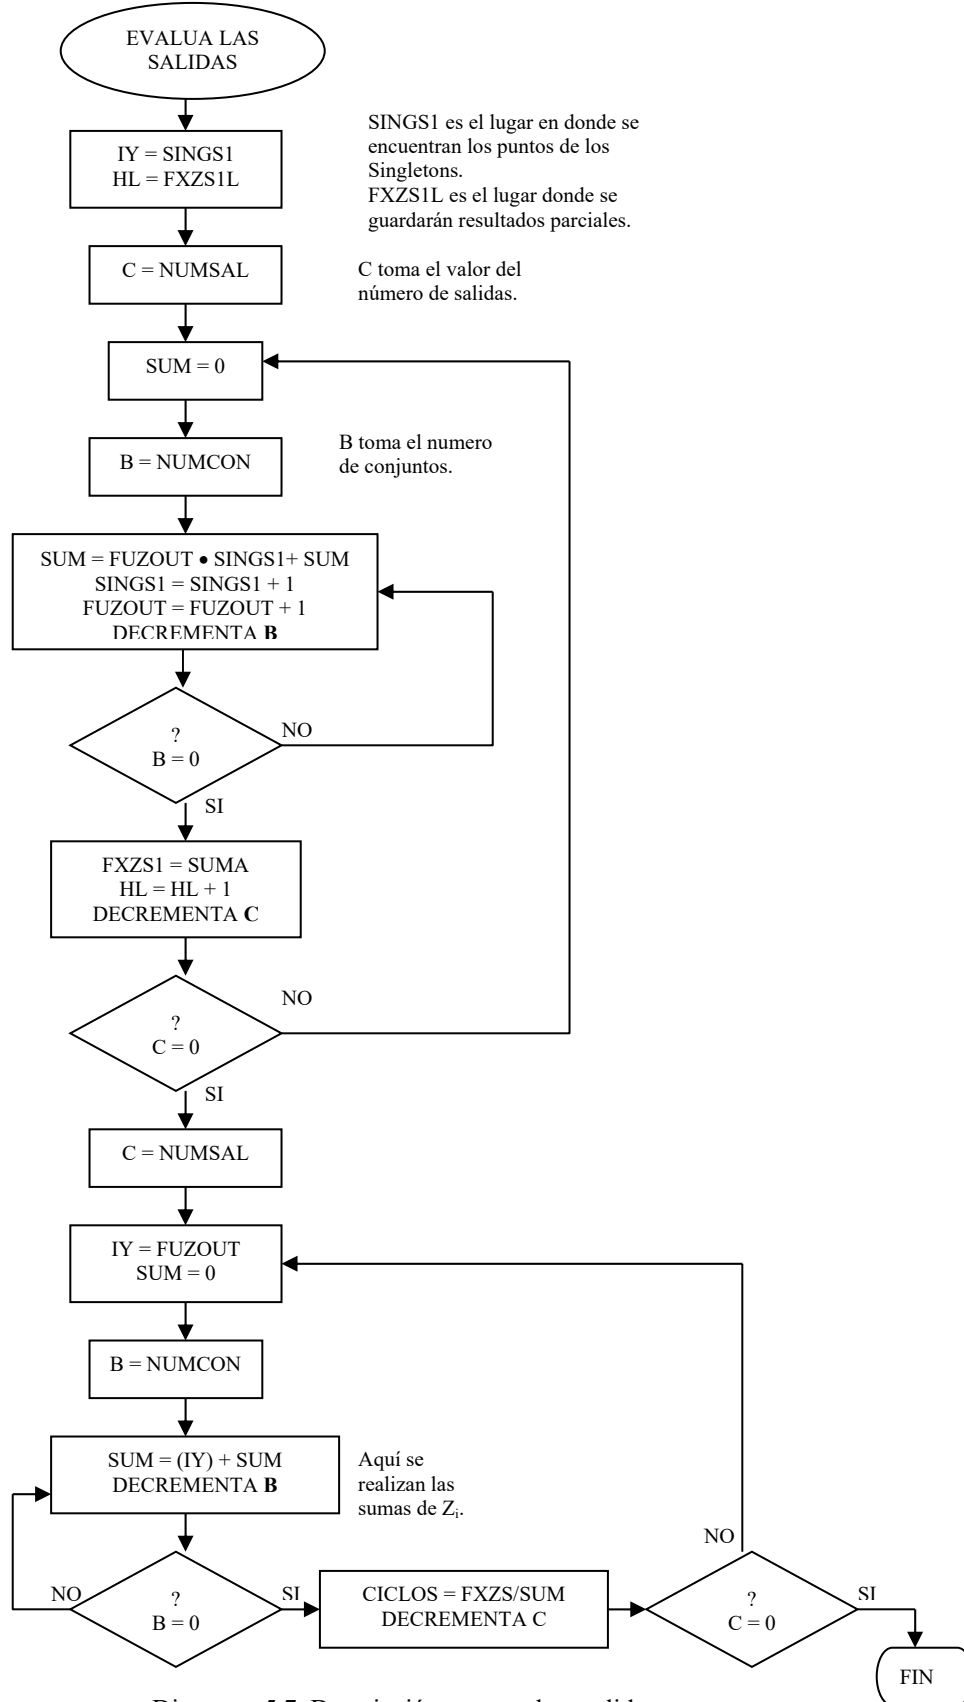 EVALUA LAS
SALIDAS
IY = SINGS1
HL = FXZS1L
SINGS1 es el lugar en donde se
encuentran los puntos de los
Singletons.
FXZS1L es el lugar donde se
guardarán resultados parciales.
C = NUMSAL
C toma el valor del
número de salidas.
SUM = 0
B = NUMCON
B toma el numero
de conjuntos.
SUM = FUZOUT • SINGS1+ SUM
SINGS1 = SINGS1 + 1
FUZOUT = FUZOUT + 1
DECREMENTA B
?
B = 0
NO
SI
FXZS1 = SUMA
HL = HL + 1
DECREMENTA C
?
C = 0
NO
SI
C = NUMSAL
IY = FUZOUT
SUM = 0
B = NUMCON
SUM = (IY) + SUM
DECREMENTA B
Aquí se
realizan las
sumas de Zi.
NO
?
B = 0
SI
CICLOS = FXZS/SUM
DECREMENTA C
NO
?
C = 0
SI
FIN